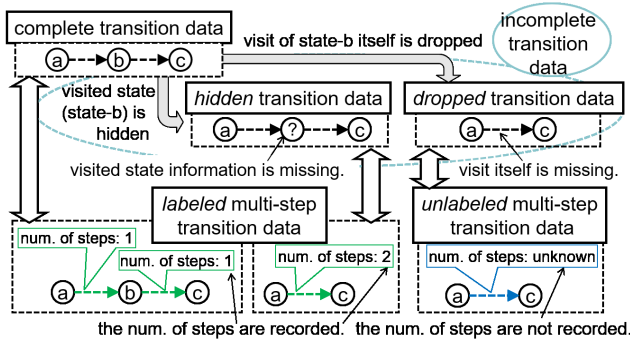 complete transition data
a b c
visit of state-b itself is dropped
incomplete
transition
data
visited state
(state-b) is
hidden
hidden transition data
a ? c
dropped transition data
a c
visited state information is missing.
visit itself is missing.
labeled multi-step
transition data
unlabeled multi-step
transition data
num. of steps: 1
num. of steps: 1
a b c
num. of steps: 2
a c
num. of steps: unknown
a c
the num. of steps are recorded.
the num. of steps are not recorded.